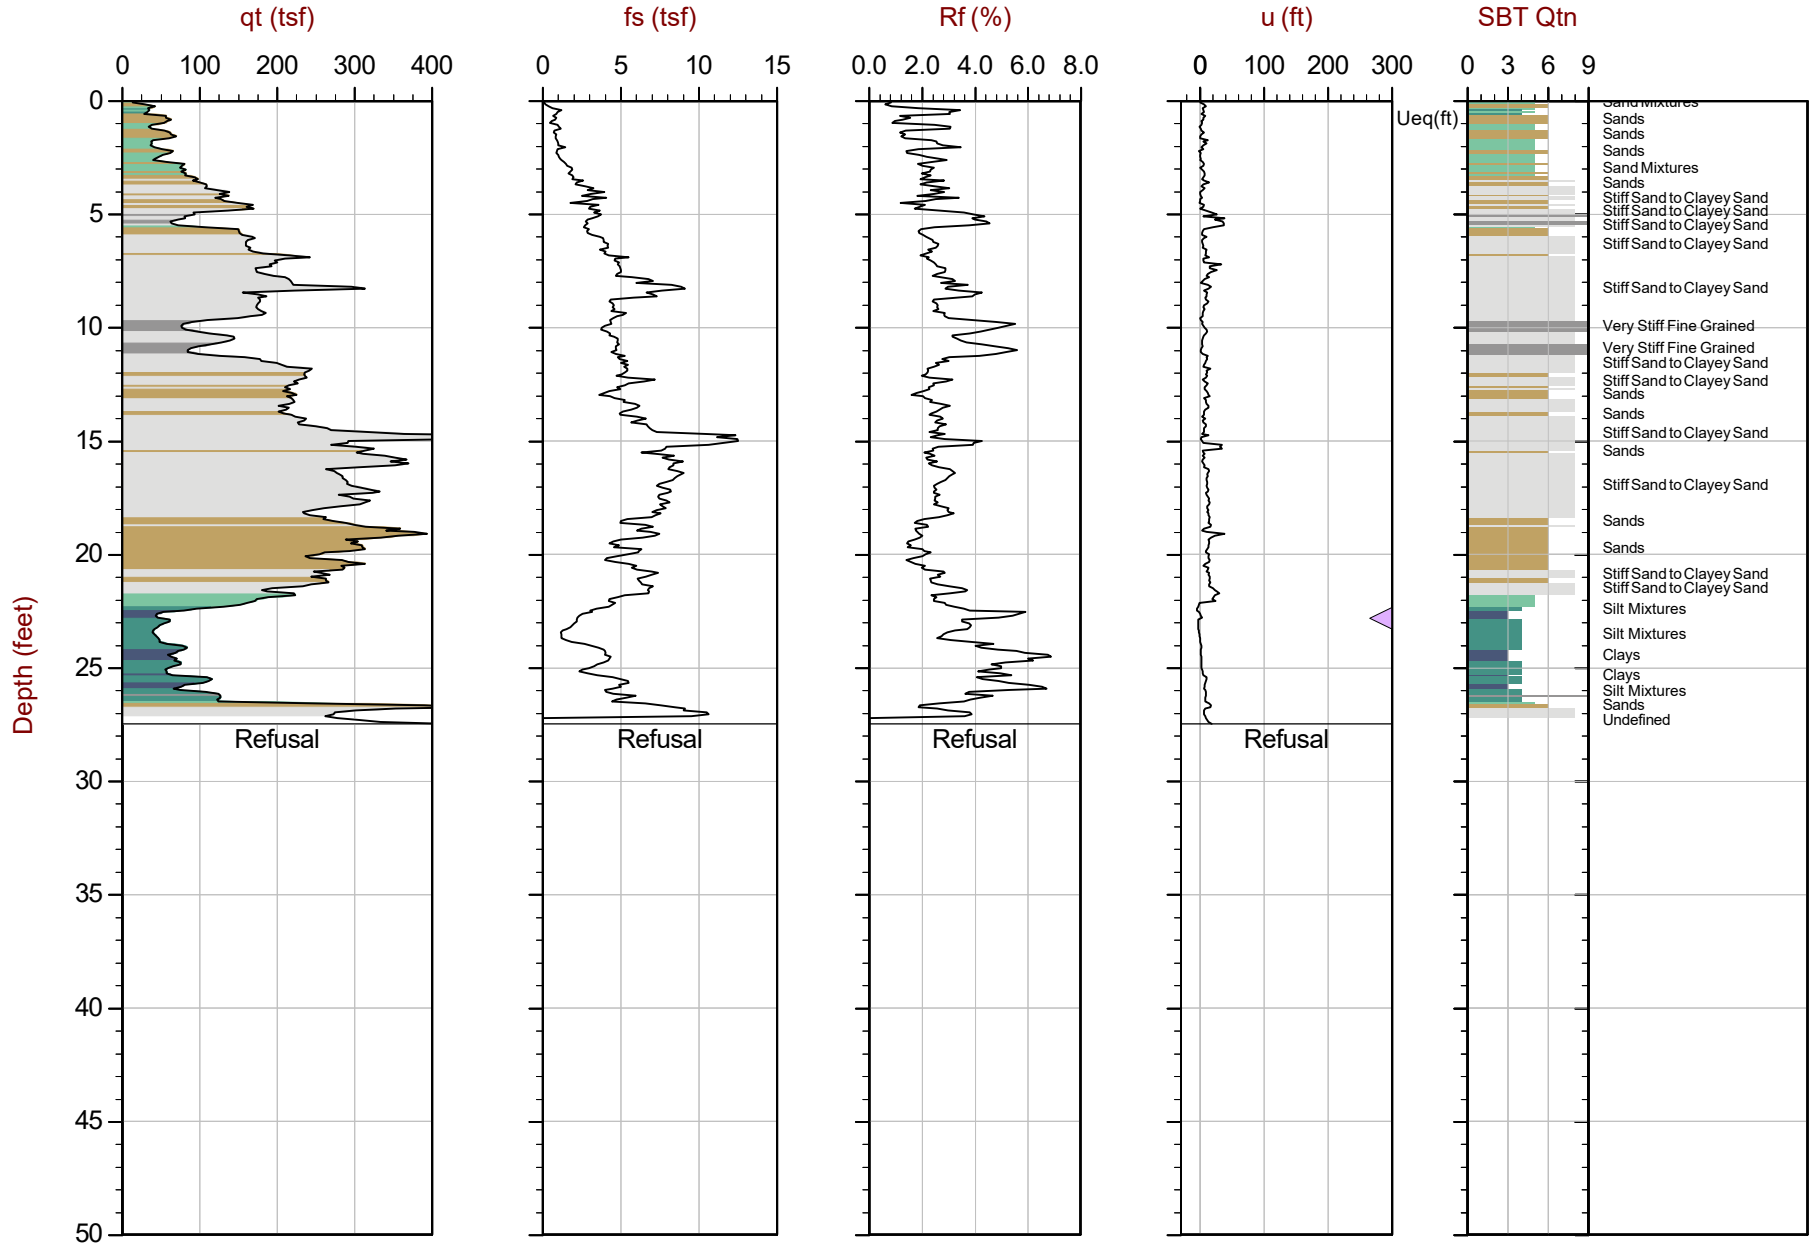 qt (tsf) fs (tsf) Rf (%) u (ft) SBT Qtn
0 100 200 300 400 0 5 10 15 0.0 2.0 4.0 6.0 8.0 0 100 200 300 0 3 6 9
0
Sand Mixtures
Ueq(ft)
Sands
Sands
Sands
Sand Mixtures
Sands
Stiff Sand to Clayey Sand
Stiff Sand to Clayey Sand
5
Stiff Sand to Clayey Sand
Stiff Sand to Clayey Sand
Stiff Sand to Clayey Sand
10
Very Stiff Fine Grained
Very Stiff Fine Grained
Stiff Sand to Clayey Sand
Stiff Sand to Clayey Sand
Sands
Sands
Stiff Sand to Clayey Sand
15
Sands
Stiff Sand to Clayey Sand
Sands
Sands
20
Stiff Sand to Clayey Sand
Stiff Sand to Clayey Sand
Silt Mixtures
Silt Mixtures
Clays
25
Clays
Silt Mixtures
Sands
Undefined
Refusal Refusal Refusal Refusal
Depth (feet)
30
35
40
45
50